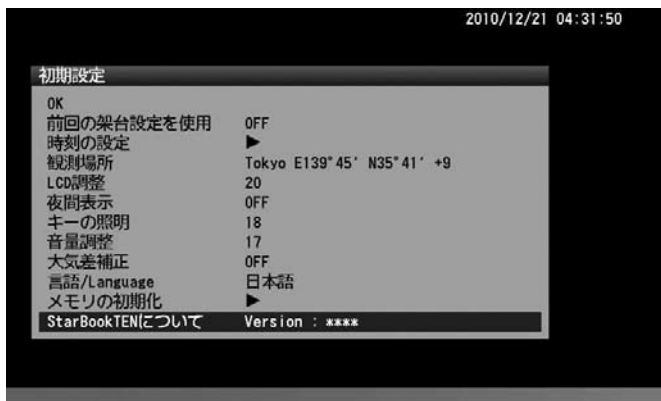 2010/12/21 04:31:50
初期設定
OK
前回の架台設定を使用 OFF
時刻の設定 ▶
観測場所 Tokyo E139°45′ N35°41′ +9
LCD調整 20
夜間表示 OFF
キーの照明 18
音量調整 17
大気差補正 OFF
言語/Language 日本語
メモリの初期化 ▶
StarBookTENについて Version : ****